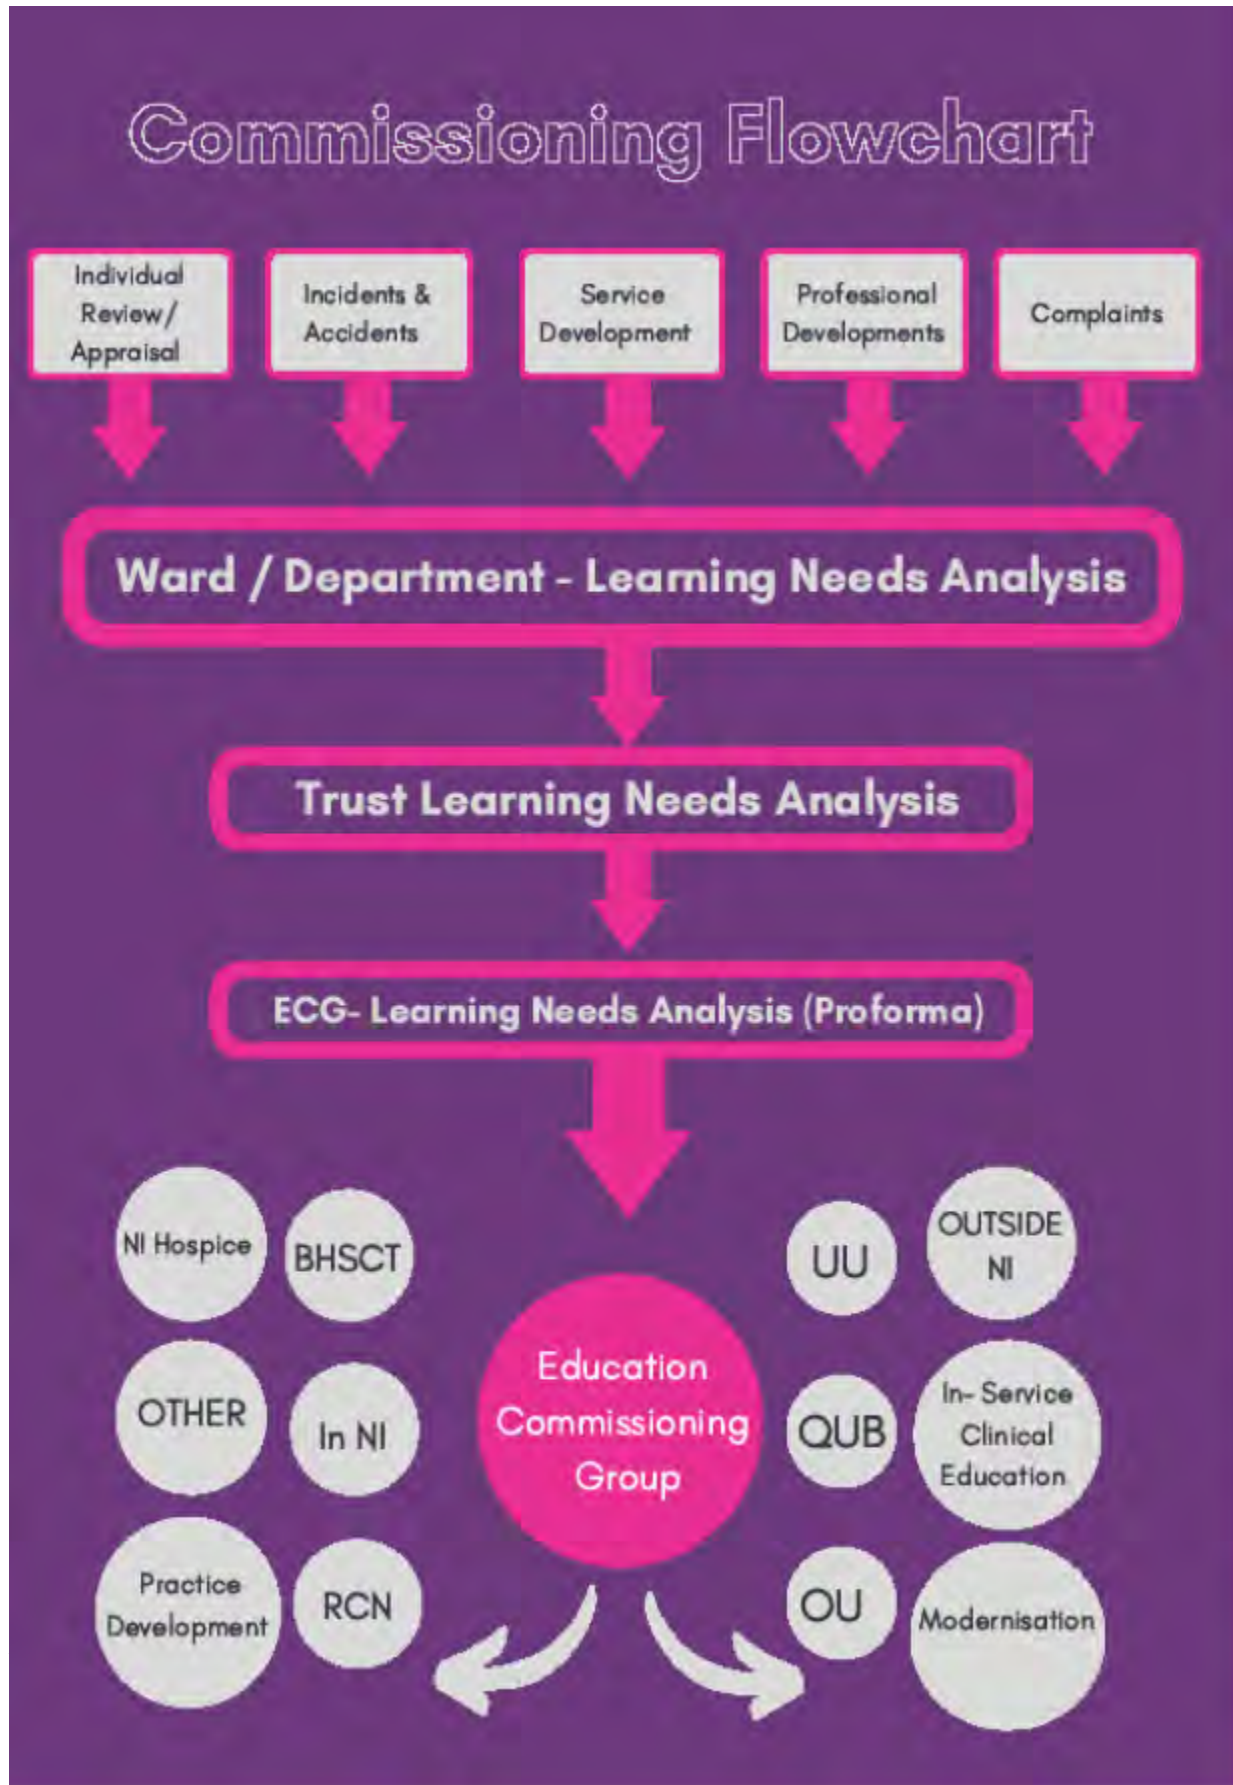 Commissioning Flowchart
Individual
Review/
Appraisal
Incidents &
Accidents
Service
Development
Professional
Developments
Complaints
Ward / Department - Learning Needs Analysis
Trust Learning Needs Analysis
ECG- Learning Needs Analysis (Proforma)
NI Hospice
BHSCT
OTHER
In NI
Practice
Development
RCN
Education
Commissioning
Group
UU
OUTSIDE
NI
QUB
In- Service
Clinical
Education
OU
Modernisation